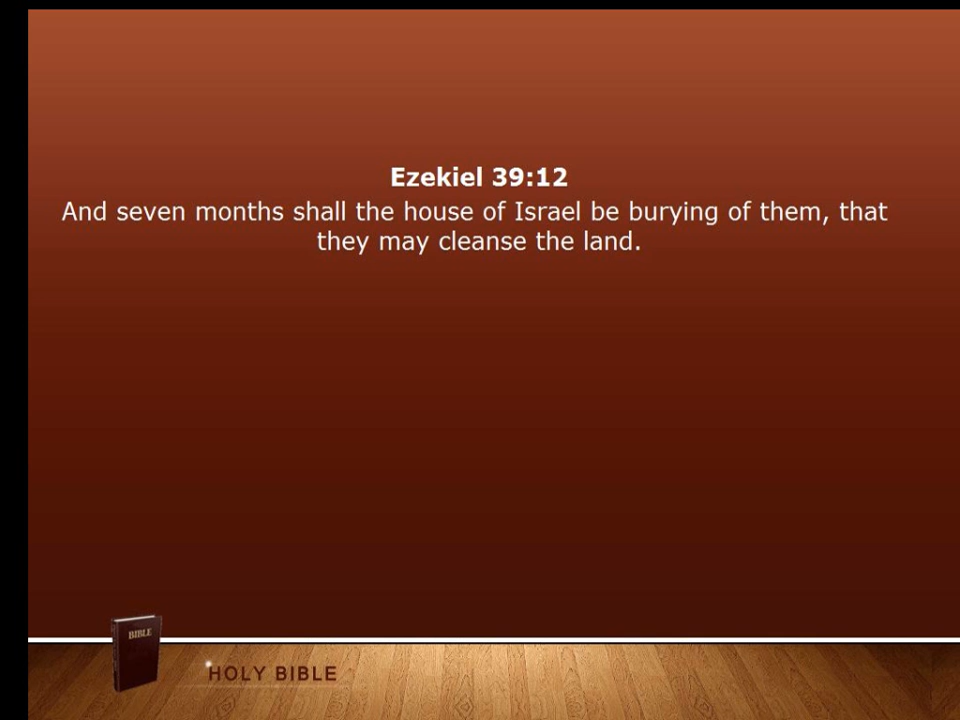 Ezekiel 39:12
And seven months shall the house of Israel be burying of them, that
they may cleanse the land.
BIBLE
HOLY BIBLE